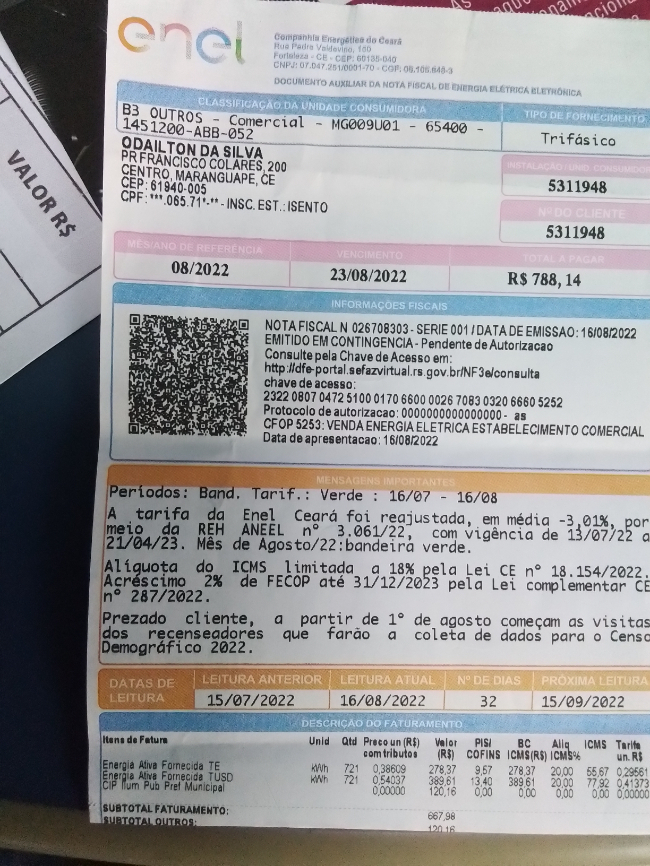 enel
Companhia Energética do Ceará
Rua Padre Valdevino, 150
Fortaleza - CE - CEP: 60135-040
DOCUMENTO AUXILIAR DA NOTA FISCAL DE ENERGIA ELÉTRICA ELETRÔNICA
CLASSIFICAÇÃO DA UNIDADE CONSUMIDORA
TIPO DE FORNECIMENTO
B3 OUTROS - Comercial - MG009U01 - 65400 -
1451200-ABB-052
Trifásico
ODAILTON DA SILVA
PR FRANCISCO COLARES, 200
CENTRO, MARANGUAPE, CE
CEP: 61940-005
CPF: ***.065.71*-** - INSC. EST.: ISENTO
5311948
Nº DO CLIENTE
5311948
MÊS/ANO DE REFERÊNCIA
VENCIMENTO
TOTAL A PAGAR
08/2022
23/08/2022
R$ 788,14
INFORMAÇÕES FISCAIS
NOTA FISCAL N 026708303 - SERIE 001 / DATA DE EMISSAO: 16/08/2022
EMITIDO EM CONTINGENCIA - Pendente de Autorizacao
Consulte pela Chave de Acesso em:
http://dfe-portal.sefazvirtual.rs.gov.br/NF3e/consulta
chave de acesso:
2322 0807 0472 5100 0170 6600 0026 7083 0320 6660 5252
Protocolo de autorizacao: 0000000000000000 - as
CFOP 5253: VENDA ENERGIA ELETRICA ESTABELECIMENTO COMERCIAL
Data de apresentacao: 16/08/2022
MENSAGENS IMPORTANTES
Períodos: Band. Tarif.: Verde : 16/07 - 16/08
A tarifa da Enel Ceará foi reajustada, em média -3,01%, por
meio da REH ANEEL nº 3.061/22, com vigência de 13/07/22 a
21/04/23. Mês de Agosto/22:bandeira verde.
Alíquota do ICMS limitada a 18% pela Lei CE nº 18.154/2022.
Acréscimo 2% de FECOP até 31/12/2023 pela Lei complementar CE
nº 287/2022.
Prezado cliente, a partir de 1º de agosto começam as visitas
dos recenseadores que farão a coleta de dados para o Censo
Demográfico 2022.
DATAS DE LEITURA
LEITURA ANTERIOR
LEITURA ATUAL
Nº DE DIAS
PRÓXIMA LEITURA
15/07/2022
16/08/2022
32
15/09/2022
DESCRIÇÃO DO FATURAMENTO
Itens de Fatura Unid Qtd Preco un (R$) com tributos Valor (R$) PIS/ COFINS BC ICMS(R$) Aliq ICMS% ICMS Tarifa un. R$
Energia Ativa Fornecida TE kWh 721 0,38609 278,37 9,57 278,37 20,00 55,67 0,29561
Energia Ativa Fornecida TUSD kWh 721 0,54037 389,61 13,40 389,61 20,00 77,92 0,41373
CIP Ilum Pub Pref Municipal 0,00000 120,16 0,00 0,00 0,00 0,00 0,00000
SUBTOTAL FATURAMENTO: 667,98
SUBTOTAL OUTROS: 120,16
VALOR R$